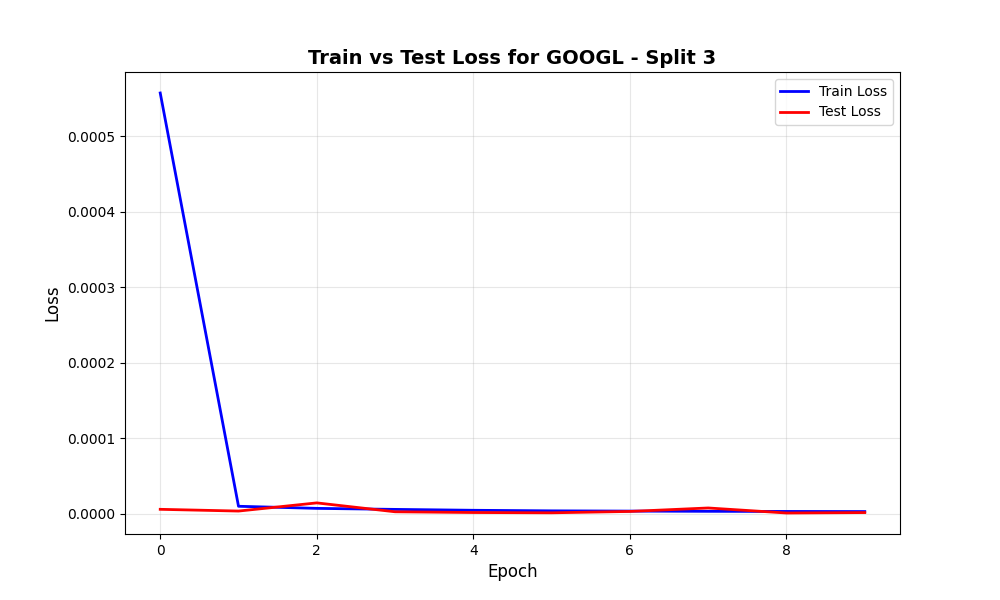 Train vs Test Loss for GOOGL - Split 3
Train Loss
Test Loss
0.0005
0.0004
0.0003
0.0002
0.0001
0.0000
Loss
0 2 4 6 8
Epoch